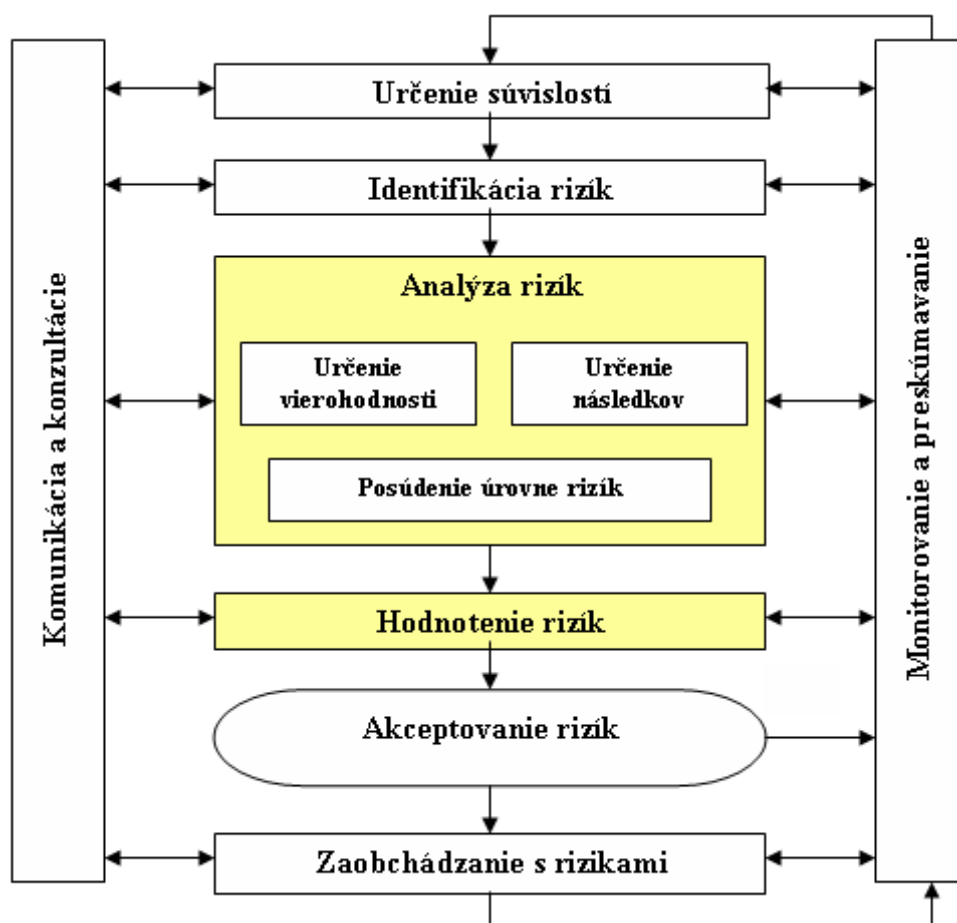 Komunikácia a konzultácie
Určenie súvislostí
Identifikácia rizík
Analýza rizík
Určenie
vierohodnosti
Určenie
následkov
Posúdenie úrovne rizík
Hodnotenie rizík
Akceptovanie rizík
Zaobchádzanie s rizikami
Monitorovanie a preskúmavanie